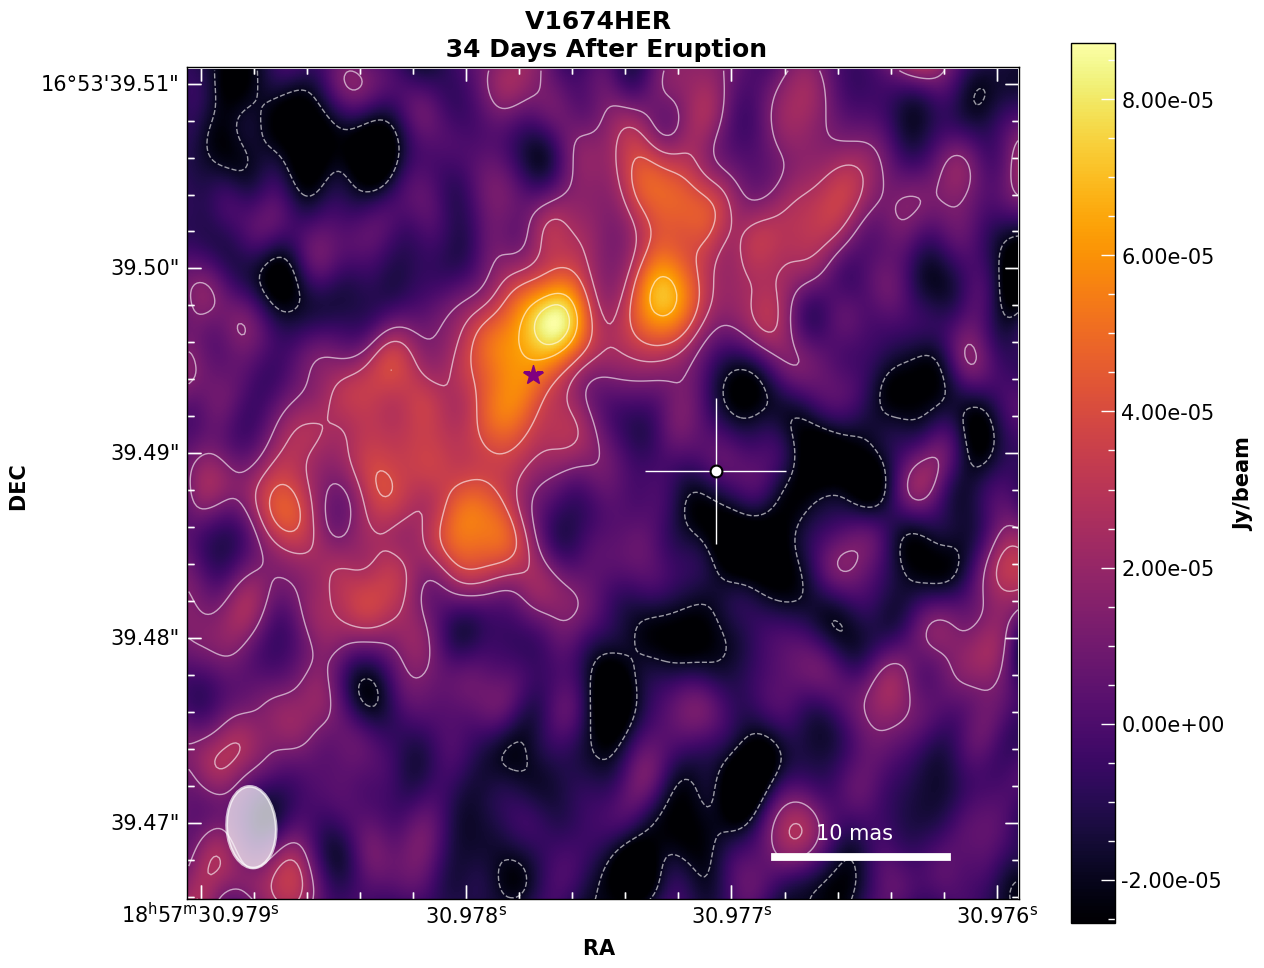 V1674HER
34 Days After Eruption
16°53'39.51"
39.50"
39.49"
39.48"
39.47"
DEC
18ʰ57ᵐ30.979ˢ
30.978ˢ
30.977ˢ
30.976ˢ
RA
10 mas
8.00e-05
6.00e-05
4.00e-05
2.00e-05
0.00e+00
-2.00e-05
Jy/beam